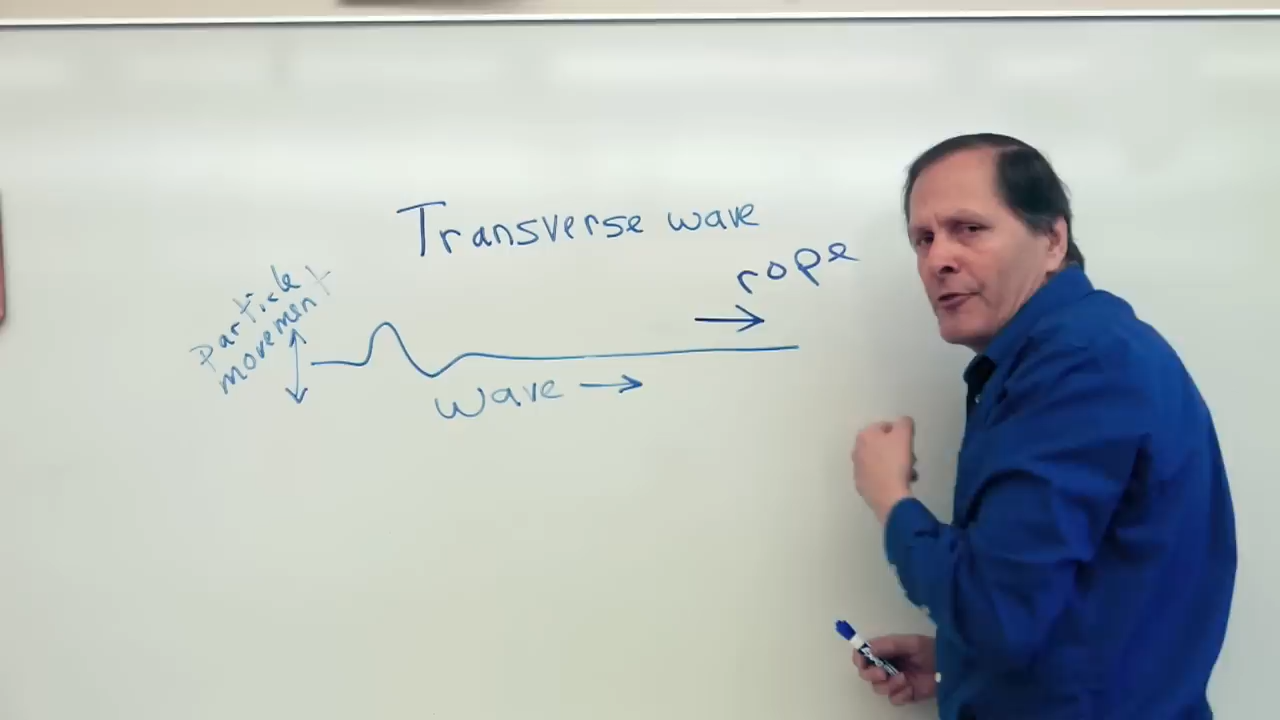 Transverse wave
rope
Particle
movement
wave